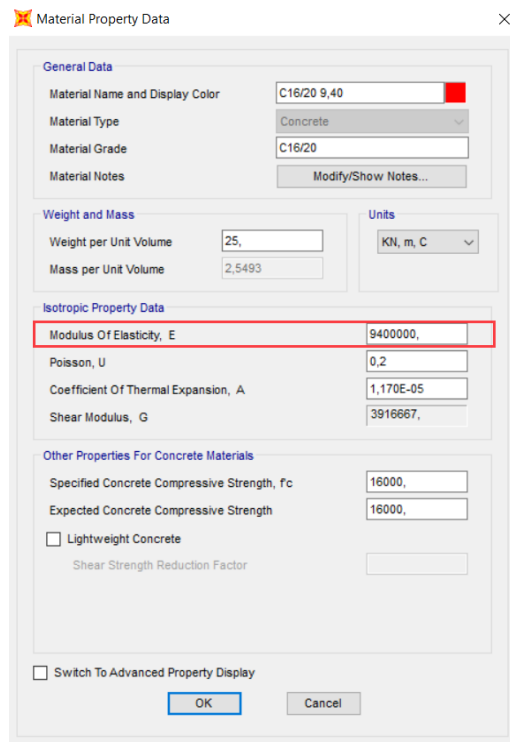 Material Property Data
General Data
Material Name and Display Color C16/20 9,40
Material Type Concrete
Material Grade C16/20
Material Notes Modify/Show Notes...
Weight and Mass Units
Weight per Unit Volume 25, KN, m, C
Mass per Unit Volume 2,5493
Isotropic Property Data
Modulus Of Elasticity, E 9400000,
Poisson, U 0,2
Coefficient Of Thermal Expansion, A 1,170E-05
Shear Modulus, G 3916667,
Other Properties For Concrete Materials
Specified Concrete Compressive Strength, f'c 16000,
Expected Concrete Compressive Strength 16000,
Lightweight Concrete
Shear Strength Reduction Factor
Switch To Advanced Property Display
OK Cancel